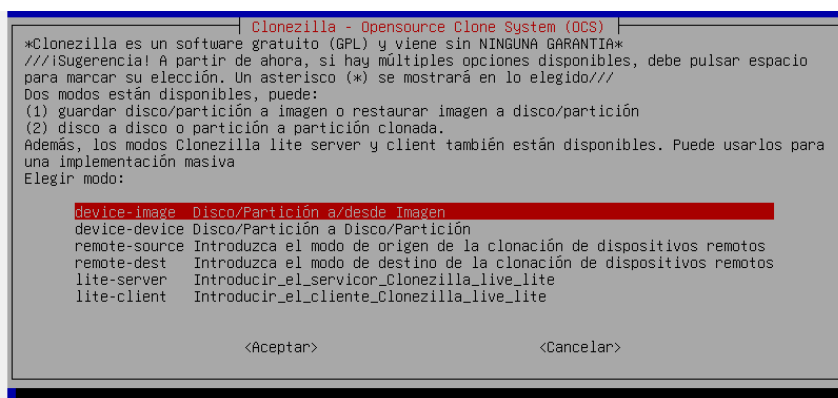 Clonezilla - Opensource Clone System (OCS)
*Clonezilla es un software gratuito (GPL) y viene sin NINGUNA GARANTIA*
///¡Sugerencia! A partir de ahora, si hay múltiples opciones disponibles, debe pulsar espacio
para marcar su elección. Un asterisco (*) se mostrará en lo elegido///
Dos modos están disponibles, puede:
(1) guardar disco/partición a imagen o restaurar imagen a disco/partición
(2) disco a disco o partición a partición clonada.
Además, los modos Clonezilla lite server y client también están disponibles. Puede usarlos para
una implementación masiva
Elegir modo:
device-image Disco/Partición a/desde Imagen
device-device Disco/Partición a Disco/Partición
remote-source Introduzca el modo de origen de la clonación de dispositivos remotos
remote-dest Introduzca el modo de destino de la clonación de dispositivos remotos
lite-server Introducir_el_servicor_Clonezilla_live_lite
lite-client Introducir_el_cliente_Clonezilla_live_lite
<Aceptar> <Cancelar>